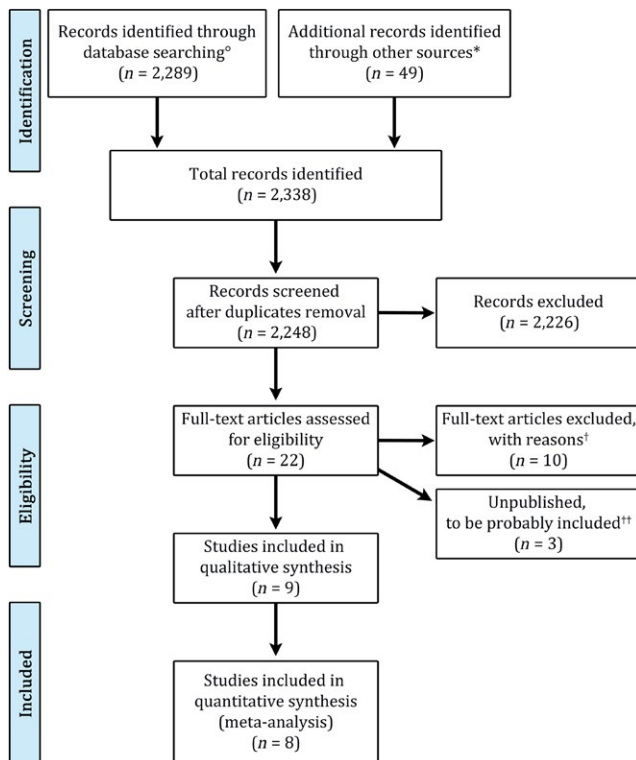 Identification
Records identified through
database searching°
(n = 2,289)
Additional records identified
through other sources*
(n = 49)
Total records identified
(n = 2,338)
Screening
Records screened
after duplicates removal
(n = 2,248)
Records excluded
(n = 2,226)
Eligibility
Full-text articles assessed
for eligibility
(n = 22)
Full-text articles excluded,
with reasons†
(n = 10)
Unpublished,
to be probably included††
(n = 3)
Studies included in
qualitative synthesis
(n = 9)
Included
Studies included in
quantitative synthesis
(meta-analysis)
(n = 8)